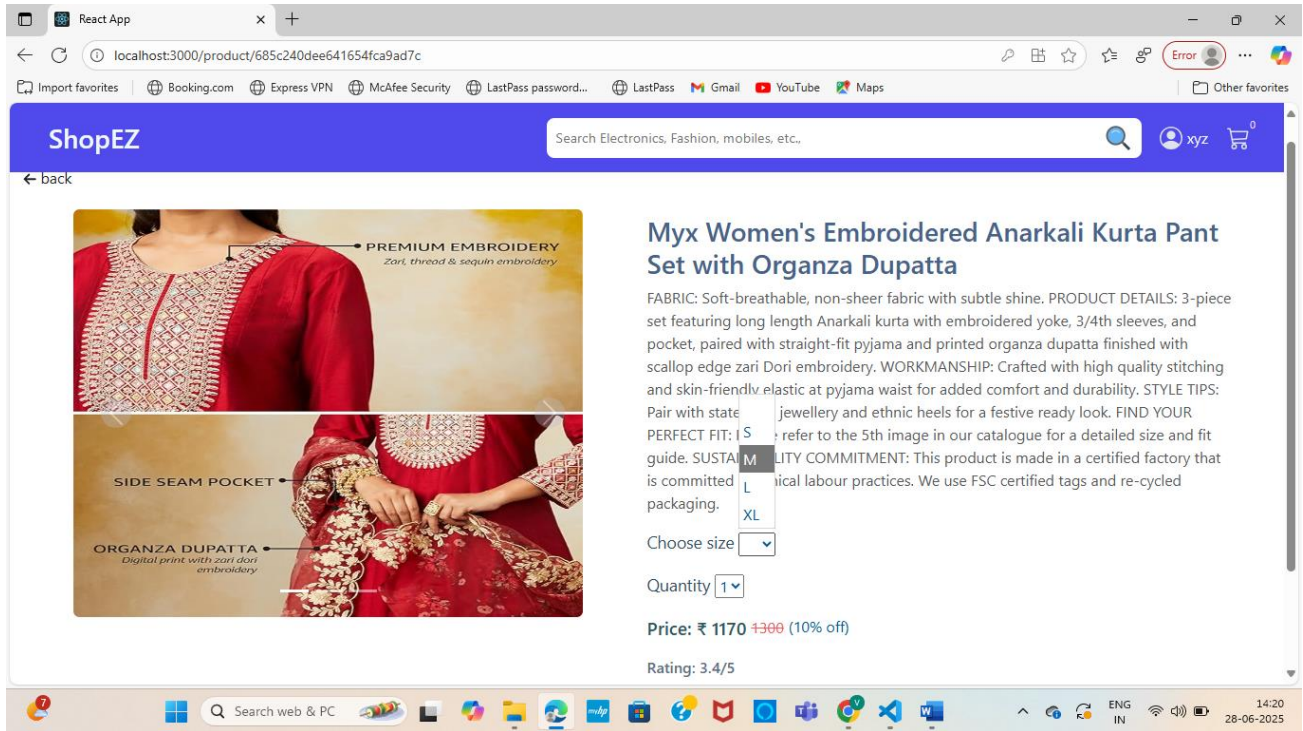 React App
localhost:3000/product/685c240dee641654fca9ad7c
Error
Import favorites
Booking.com
Express VPN
McAfee Security
LastPass password...
LastPass
Gmail
YouTube
Maps
Other favorites
ShopEZ
Search Electronics, Fashion, mobiles, etc.,
xyz
0
← back
PREMIUM EMBROIDERY
Zari, thread & sequin embroidery
SIDE SEAM POCKET
ORGANZA DUPATTA
Digital print with zari dori
embroidery
Myx Women's Embroidered Anarkali Kurta Pant
Set with Organza Dupatta
FABRIC: Soft-breathable, non-sheer fabric with subtle shine. PRODUCT DETAILS: 3-piece
set featuring long length Anarkali kurta with embroidered yoke, 3/4th sleeves, and
pocket, paired with straight-fit pyjama and printed organza dupatta finished with
scallop edge zari Dori embroidery. WORKMANSHIP: Crafted with high quality stitching
and skin-friendly elastic at pyjama waist for added comfort and durability. STYLE TIPS:
Pair with state jewellery and ethnic heels for a festive ready look. FIND YOUR
PERFECT FIT: refer to the 5th image in our catalogue for a detailed size and fit
guide. SUSTAI LITY COMMITMENT: This product is made in a certified factory that
is committed ical labour practices. We use FSC certified tags and re-cycled
packaging.
S
M
L
XL
Choose size
Quantity 1
Price: ₹ 1170 1300 (10% off)
Rating: 3.4/5
7
Search web & PC
myhp
ENG
IN
14:20
28-06-2025